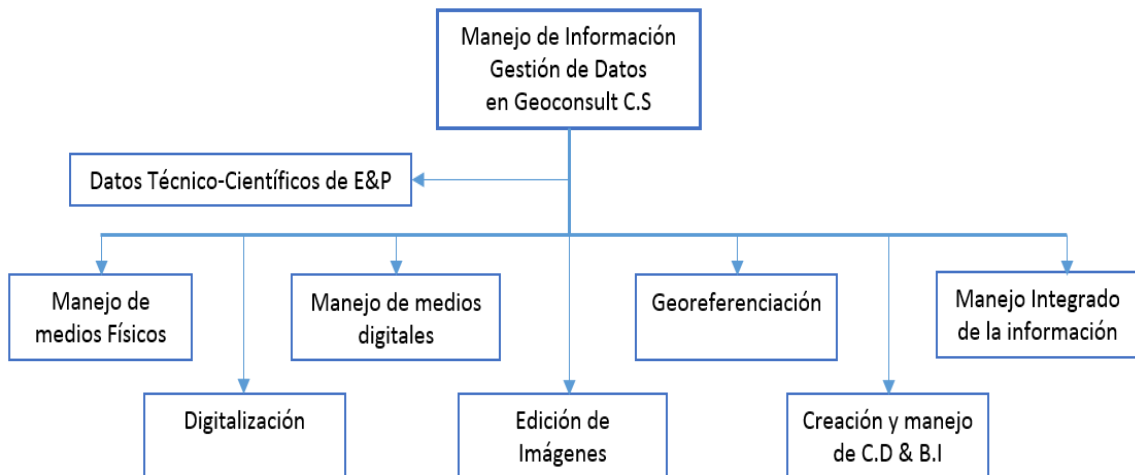 Manejo de Información
Gestión de Datos
en Geoconsult C.S
Datos Técnico-Científicos de E&P
Manejo de
medios Físicos
Manejo de medios
digitales
Georeferenciación
Manejo Integrado
de la información
Digitalización
Edición de
Imágenes
Creación y manejo
de C.D & B.I